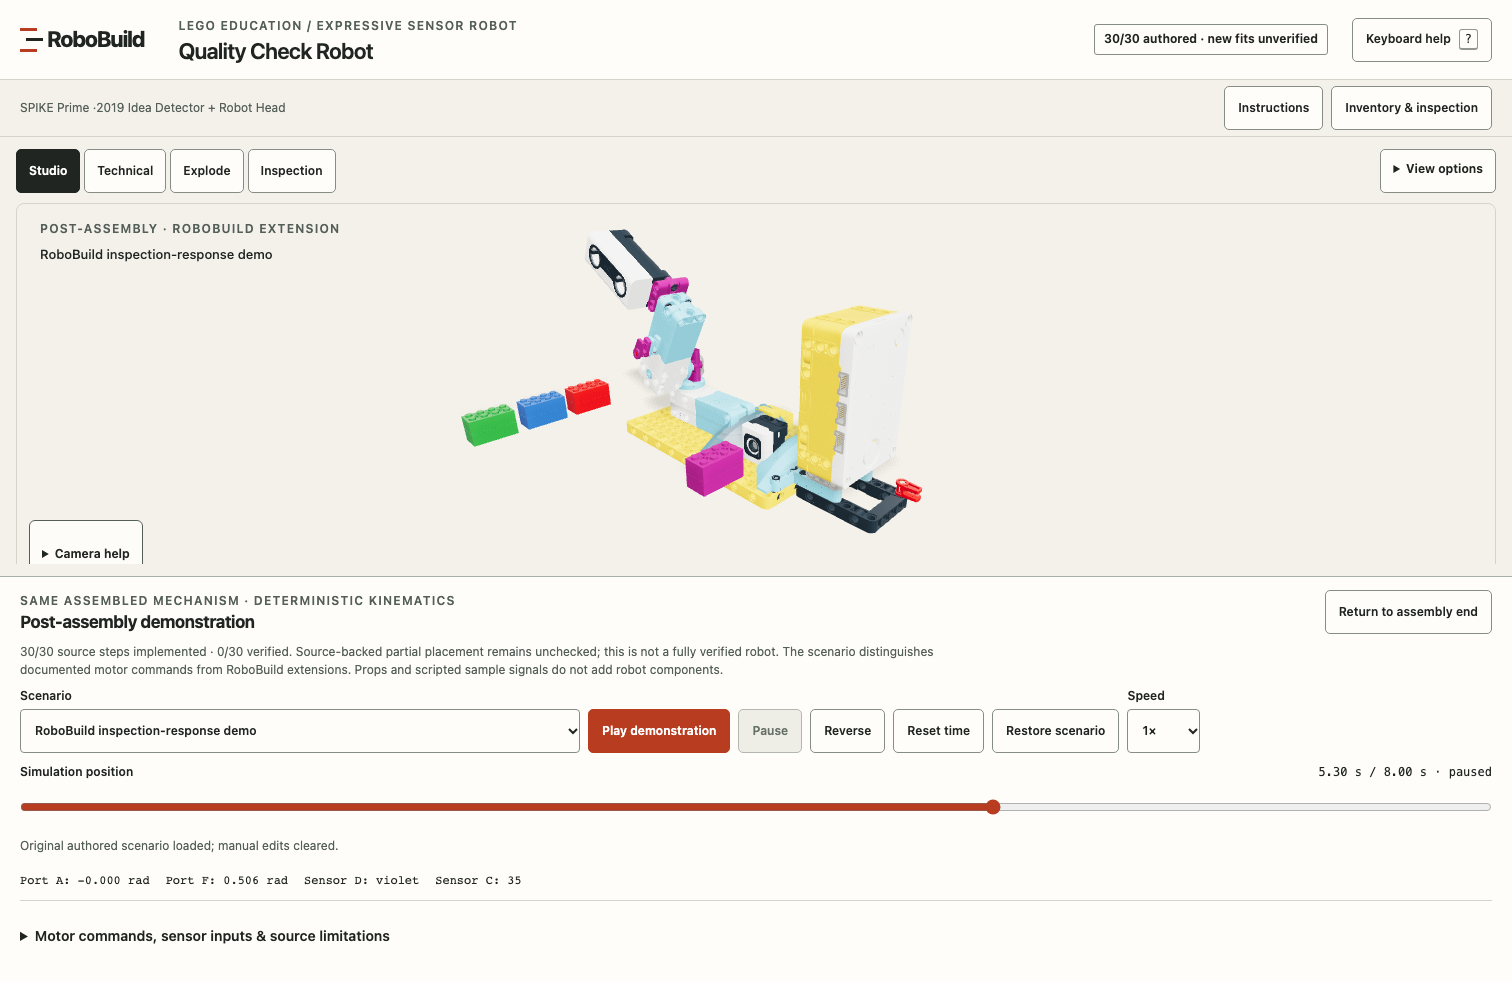 RoboBuild
LEGO EDUCATION / EXPRESSIVE SENSOR ROBOT
Quality Check Robot
30/30 authored · new fits unverified
Keyboard help ?
SPIKE Prime ·2019 Idea Detector + Robot Head
Instructions
Inventory & inspection
Studio
Technical
Explode
Inspection
View options
POST-ASSEMBLY · ROBOBUILD EXTENSION
RoboBuild inspection-response demo
Camera help
SAME ASSEMBLED MECHANISM · DETERMINISTIC KINEMATICS
Post-assembly demonstration
Return to assembly end
30/30 source steps implemented · 0/30 verified. Source-backed partial placement remains unchecked; this is not a fully verified robot. The scenario distinguishes
documented motor commands from RoboBuild extensions. Props and scripted sample signals do not add robot components.
Scenario
Speed
RoboBuild inspection-response demo
Play demonstration
Pause
Reverse
Reset time
Restore scenario
1×
Simulation position
5.30 s / 8.00 s · paused
Original authored scenario loaded; manual edits cleared.
Port A: -0.000 rad Port F: 0.506 rad Sensor D: violet Sensor C: 35
Motor commands, sensor inputs & source limitations